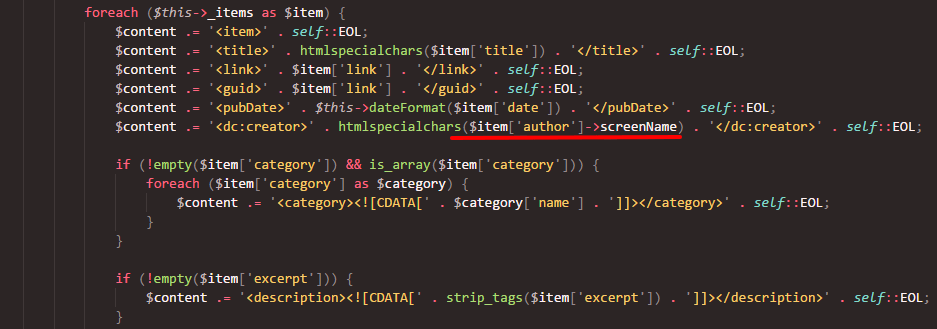 foreach ($this->_items as $item) {
$content .= '<item>' . self::EOL;
$content .= '<title>' . htmlspecialchars($item['title']) . '</title>' . self::EOL;
$content .= '<link>' . $item['link'] . '</link>' . self::EOL;
$content .= '<guid>' . $item['link'] . '</guid>' . self::EOL;
$content .= '<pubDate>' . $this->dateFormat($item['date']) . '</pubDate>' . self::EOL;
$content .= '<dc:creator>' . htmlspecialchars($item['author']->screenName) . '</dc:creator>' . self::EOL;
if (!empty($item['category']) && is_array($item['category'])) {
foreach ($item['category'] as $category) {
$content .= '<category><![CDATA[' . $category['name'] . ']]></category>' . self::EOL;
}
}
if (!empty($item['excerpt'])) {
$content .= '<description><![CDATA[' . strip_tags($item['excerpt']) . ']]></description>' . self::EOL;
}